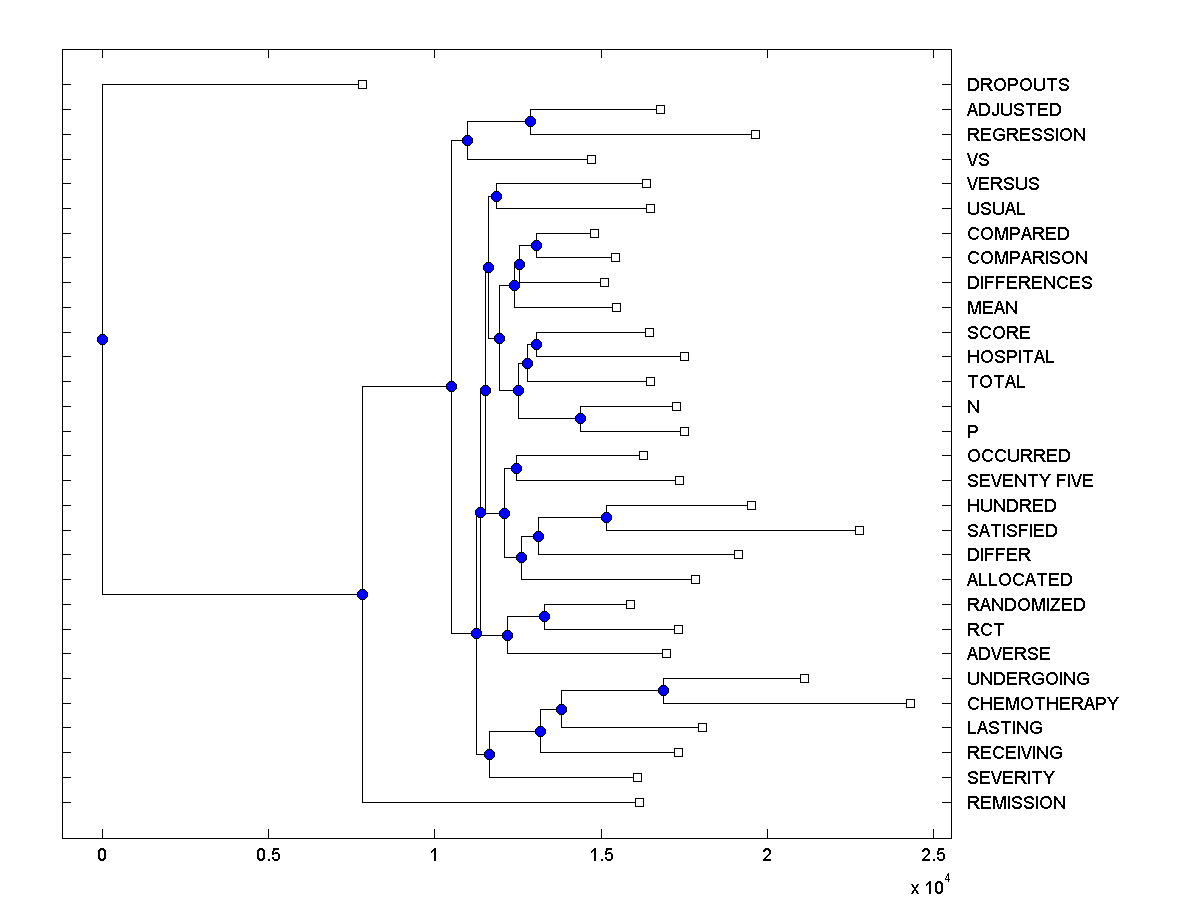 DROPOUTS
ADJUSTED
REGRESSION
VS
VERSUS
USUAL
COMPARED
COMPARISON
DIFFERENCES
MEAN
SCORE
HOSPITAL
TOTAL
N
P
OCCURRED
SEVENTY FIVE
HUNDRED
SATISFIED
DIFFER
ALLOCATED
RANDOMIZED
RCT
ADVERSE
UNDERGOING
CHEMOTHERAPY
LASTING
RECEIVING
SEVERITY
REMISSION
0 0.5 1 1.5 2 2.5
x 10^4